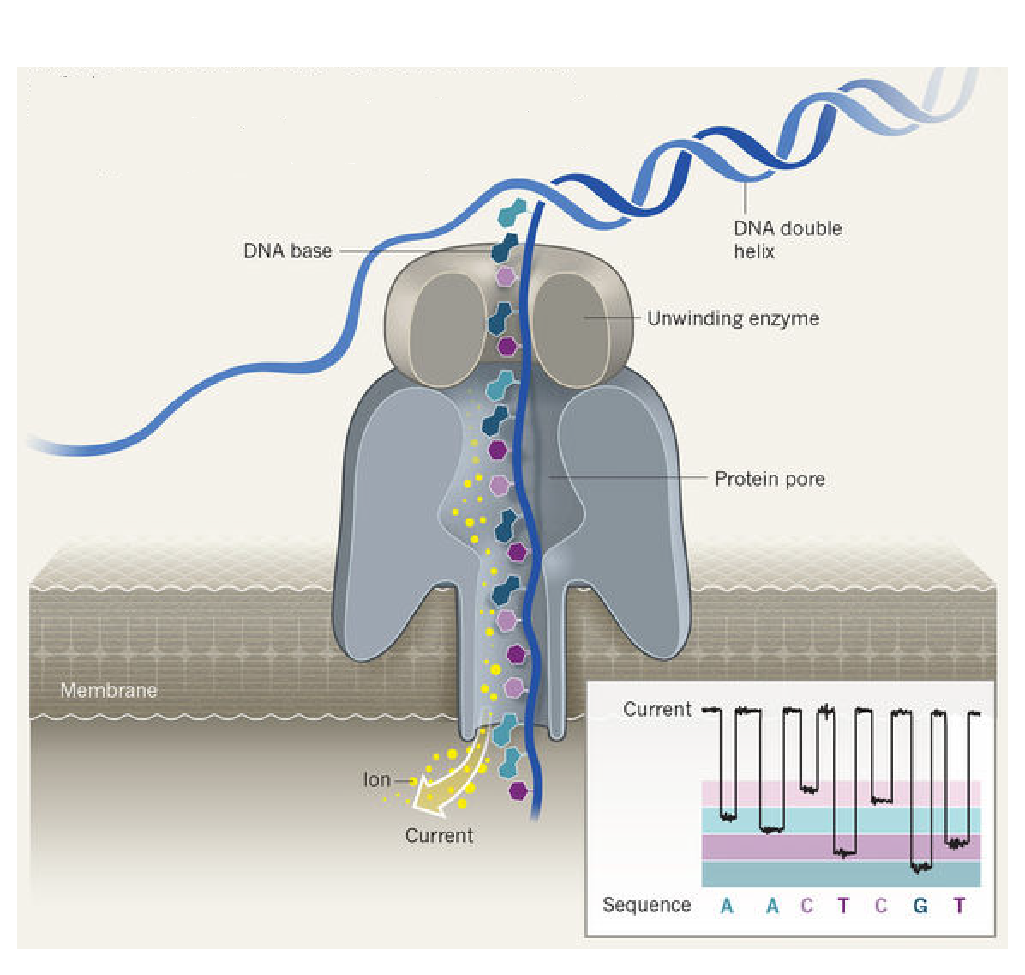 DNA double
helix
DNA base
Unwinding enzyme
Protein pore
Membrane
Ion
Current
Current
Sequence A A C T C G T